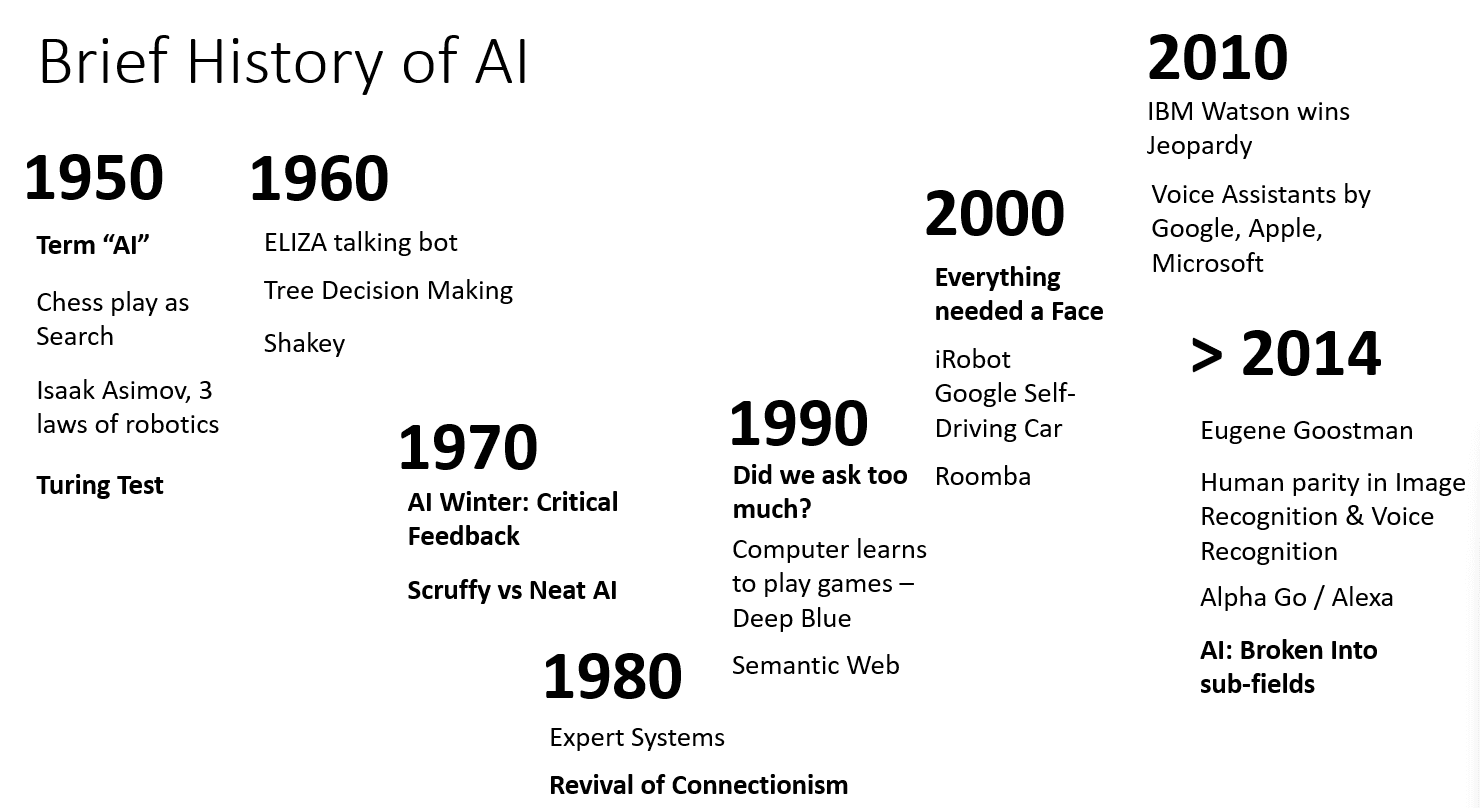 Brief History of AI
1950
Term “AI”
Chess play as
Search
Isaak Asimov, 3
laws of robotics
Turing Test
1960
ELIZA talking bot
Tree Decision Making
Shakey
1970
AI Winter: Critical
Feedback
Scruffy vs Neat AI
1980
Expert Systems
Revival of Connectionism
1990
Did we ask too
much?
Computer learns
to play games –
Deep Blue
Semantic Web
2000
Everything
needed a Face
iRobot
Google Self-
Driving Car
Roomba
2010
IBM Watson wins
Jeopardy
Voice Assistants by
Google, Apple,
Microsoft
> 2014
Eugene Goostman
Human parity in Image
Recognition & Voice
Recognition
Alpha Go / Alexa
AI: Broken Into
sub-fields